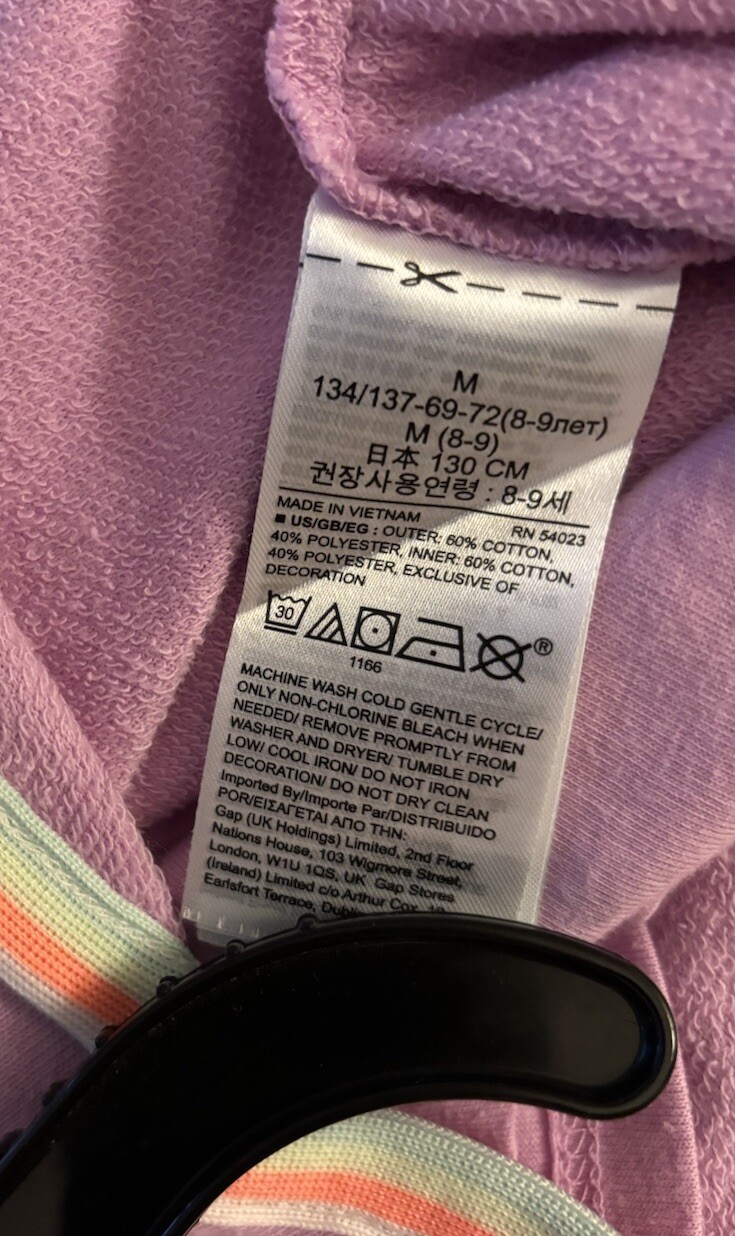 M
134/137-69-72(8-9лет)
M (8-9)
日本 130 CM
권장사용연령 : 8-9세
MADE IN VIETNAM RN 54023
■ US/GB/EG : OUTER: 60% COTTON,
40% POLYESTER, INNER: 60% COTTON,
40% POLYESTER, EXCLUSIVE OF
DECORATION
30
®
1166
MACHINE WASH COLD GENTLE CYCLE/
ONLY NON-CHLORINE BLEACH WHEN
NEEDED/ REMOVE PROMPTLY FROM
WASHER AND DRYER/ TUMBLE DRY
LOW/ COOL IRON/ DO NOT IRON
DECORATION/ DO NOT DRY CLEAN
Imported By/Importe Par/DISTRIBUIDO
POR/ΕΙΣΑΓΕΤΑΙ ΑΠΟ ΤΗΝ:
Gap (UK Holdings) Limited, 2nd Floor
Nations House, 103 Wigmore Street,
London, W1U 1QS, UK Gap Stores
(Ireland) Limited c/o Arthur Cox, 10
Earlsfort Terrace,